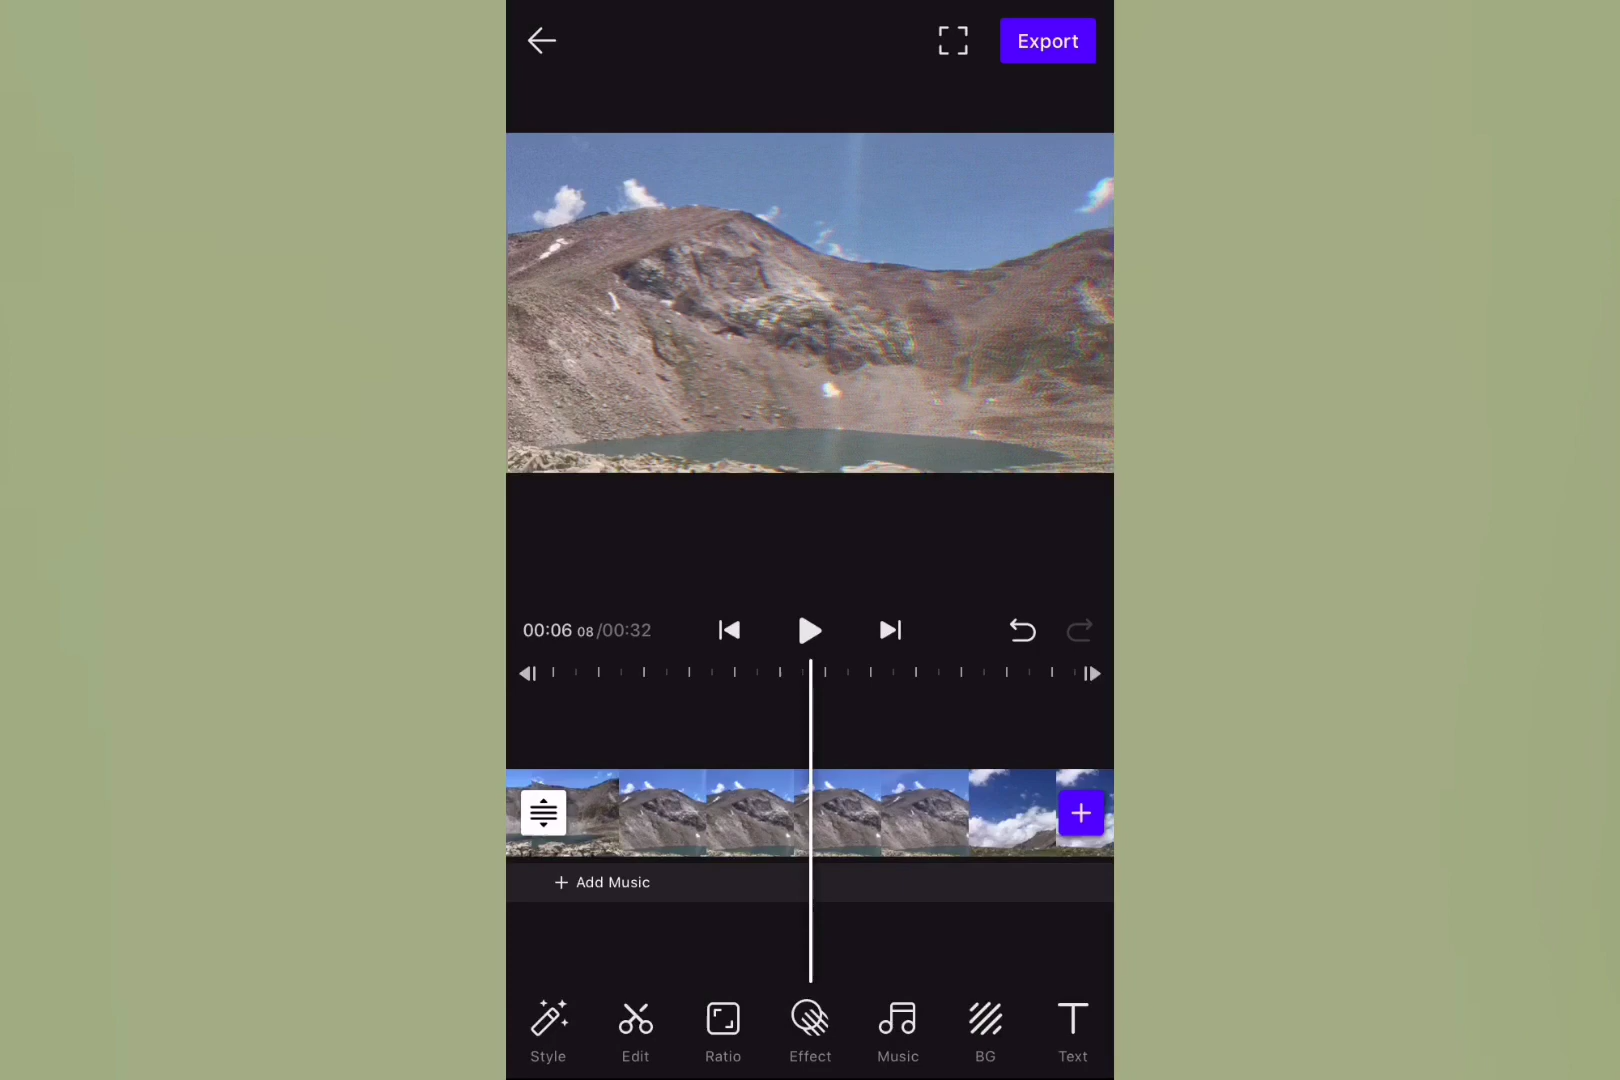 Export
00:06 08 /00:32
+ Add Music
Style Edit Ratio Effect Music BG Text